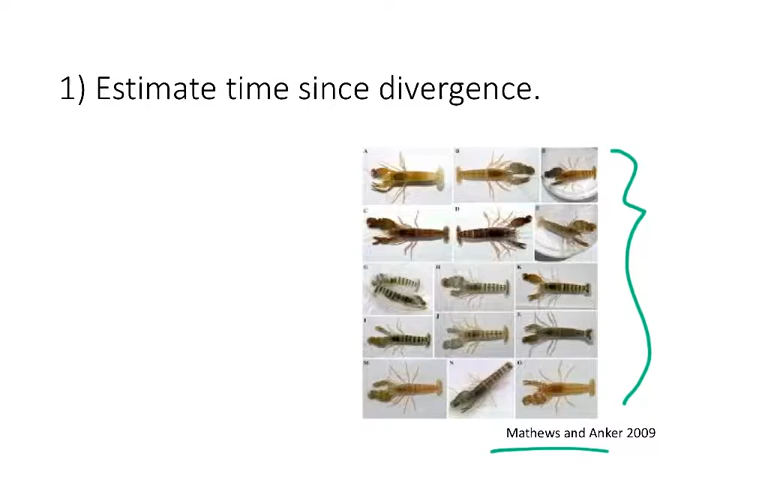 1) Estimate time since divergence.
A
B
C
D
G
H
K
I
J
M
N
O
Mathews and Anker 2009